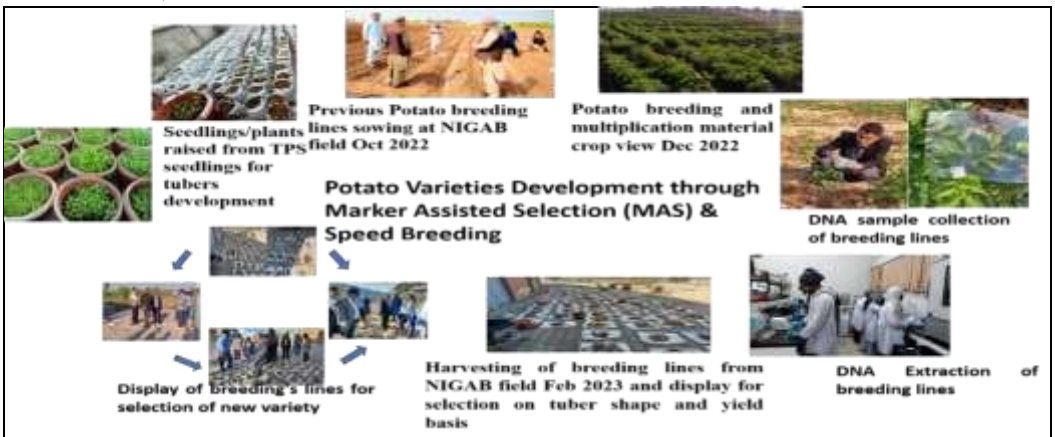 Seedlings/plants
raised from TPS
seedlings for
tubers
development
Previous Potato breeding
lines sowing at NIGAB
field Oct 2022
Potato breeding and
multiplication material
crop view Dec 2022
Potato Varieties Development through
Marker Assisted Selection (MAS) &
Speed Breeding
DNA sample collection
of breeding lines
Display of breeding's lines for
selection of new variety
Harvesting of breeding lines from
NIGAB field Feb 2023 and display for
selection on tuber shape and yield
basis
DNA Extraction of
breeding lines